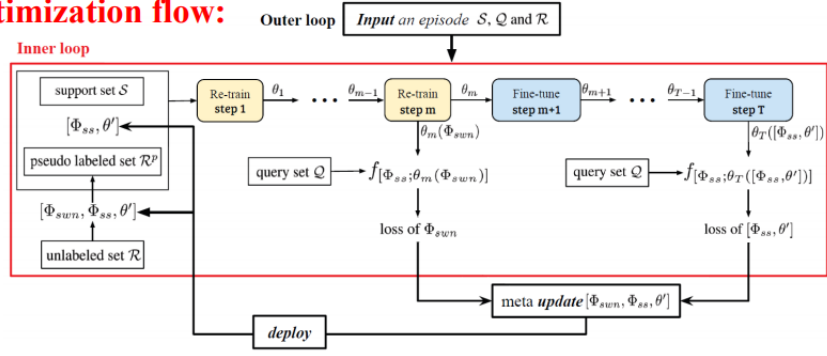 timization flow:
Outer loop
Input an episode S, Q and R
Inner loop
support set S
[Φss, θ′]
pseudo labeled set Rᵖ
[Φswn, Φss, θ′]
unlabeled set R
Re-train
step 1
θ1
...
θm−1
Re-train
step m
θm
Fine-tune
step m+1
θm+1
...
θT−1
Fine-tune
step T
θm(Φswn)
θT([Φss, θ′])
query set Q
f[Φss;θm(Φswn)]
query set Q
f[Φss;θT([Φss,θ′])]
loss of Φswn
loss of [Φss, θ′]
meta update[Φswn, Φss, θ′]
deploy